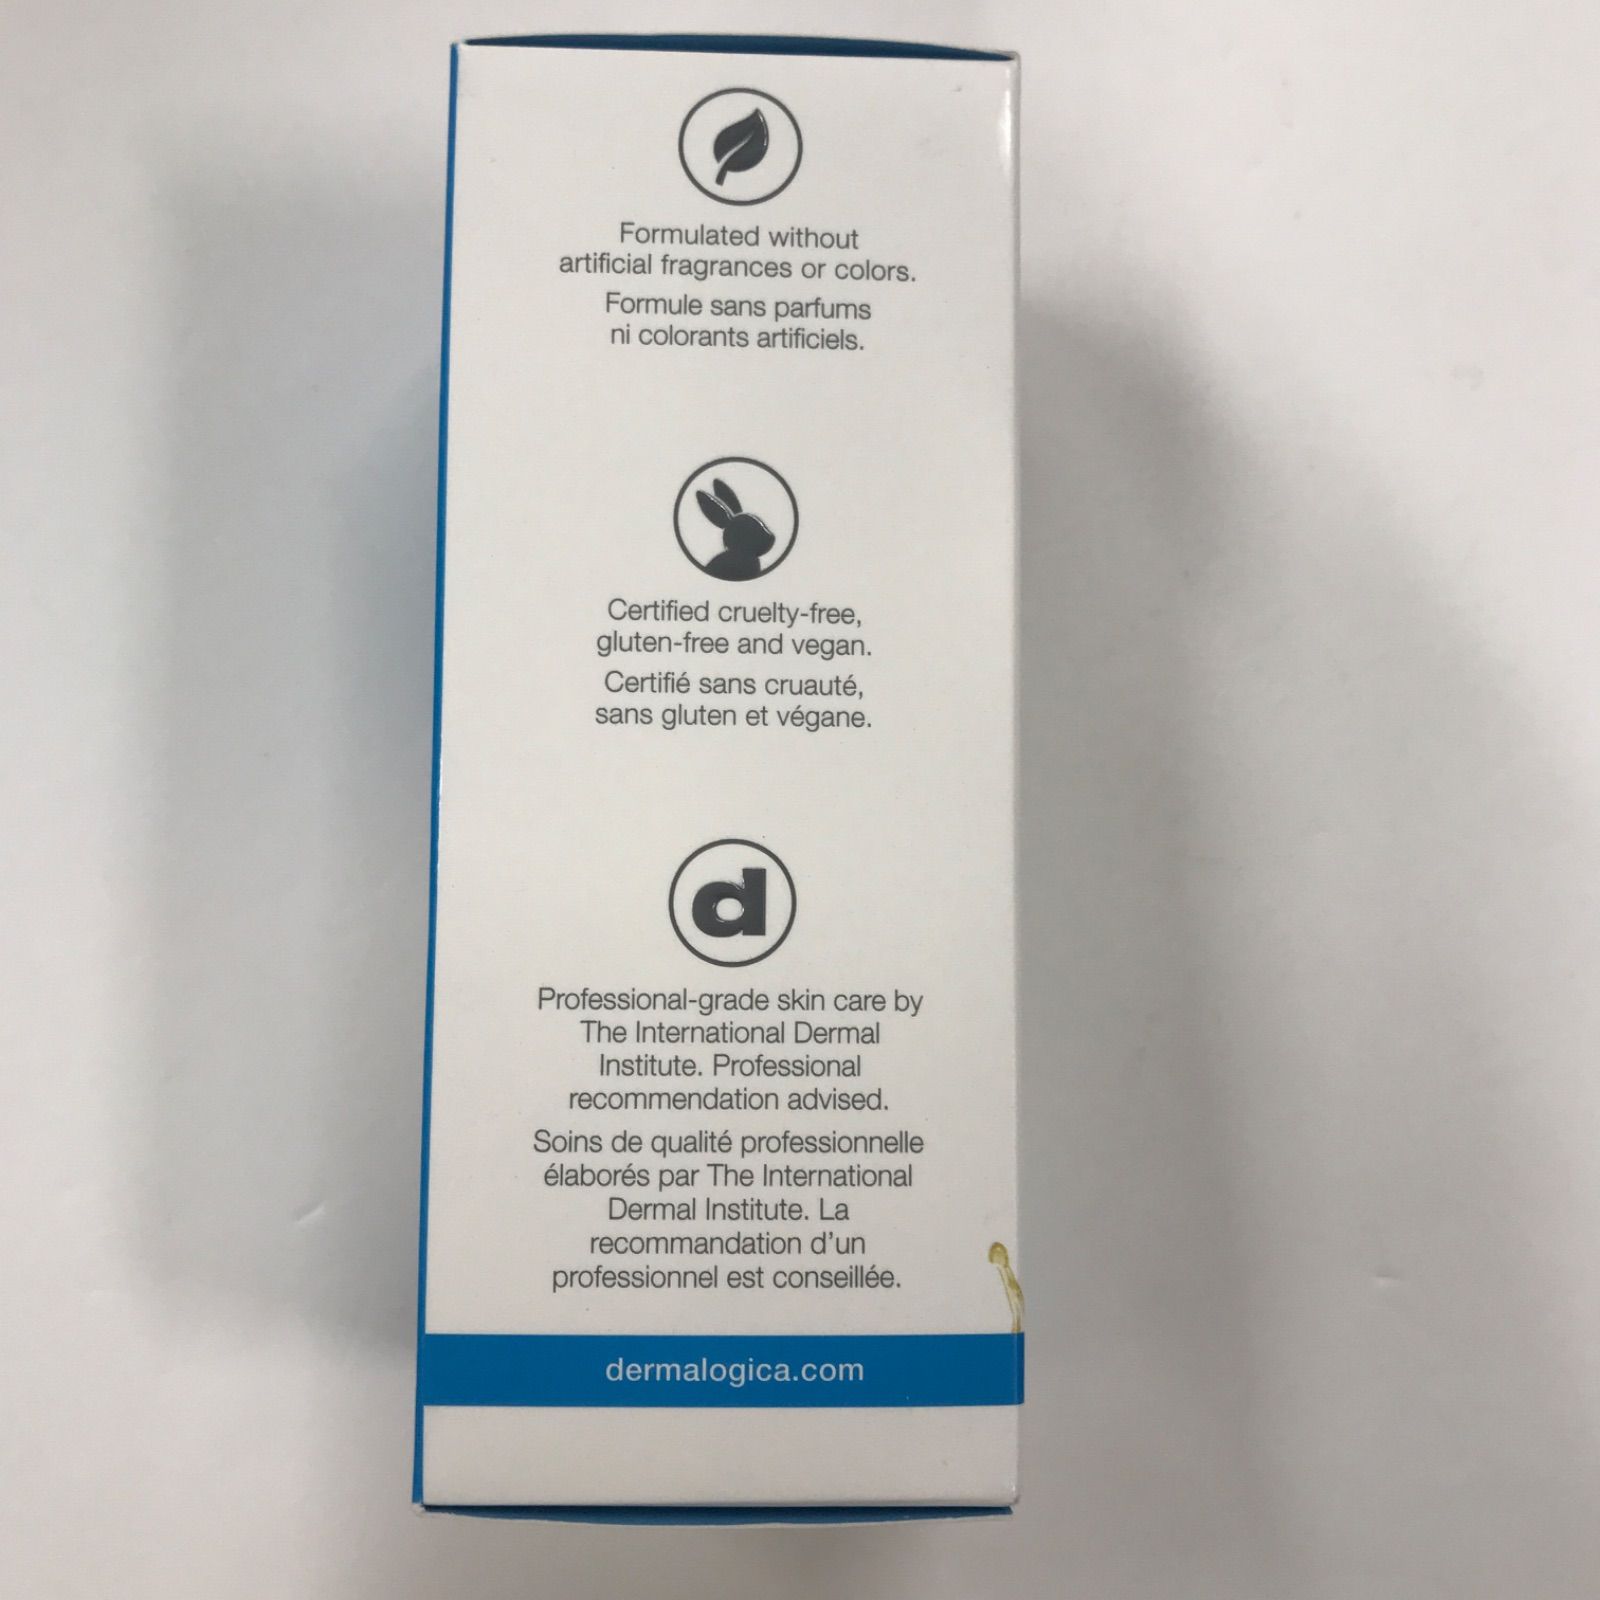 Formulated without
artificial fragrances or colors.
Formule sans parfums
ni colorants artificiels.
Certified cruelty-free,
gluten-free and vegan.
Certifié sans cruauté,
sans gluten et végane.
d
Professional-grade skin care by
The International Dermal
Institute. Professional
recommendation advised.
Soins de qualité professionnelle
élaborés par The International
Dermal Institute. La
recommandation d'un
professionnel est conseillée.
dermalogica.com